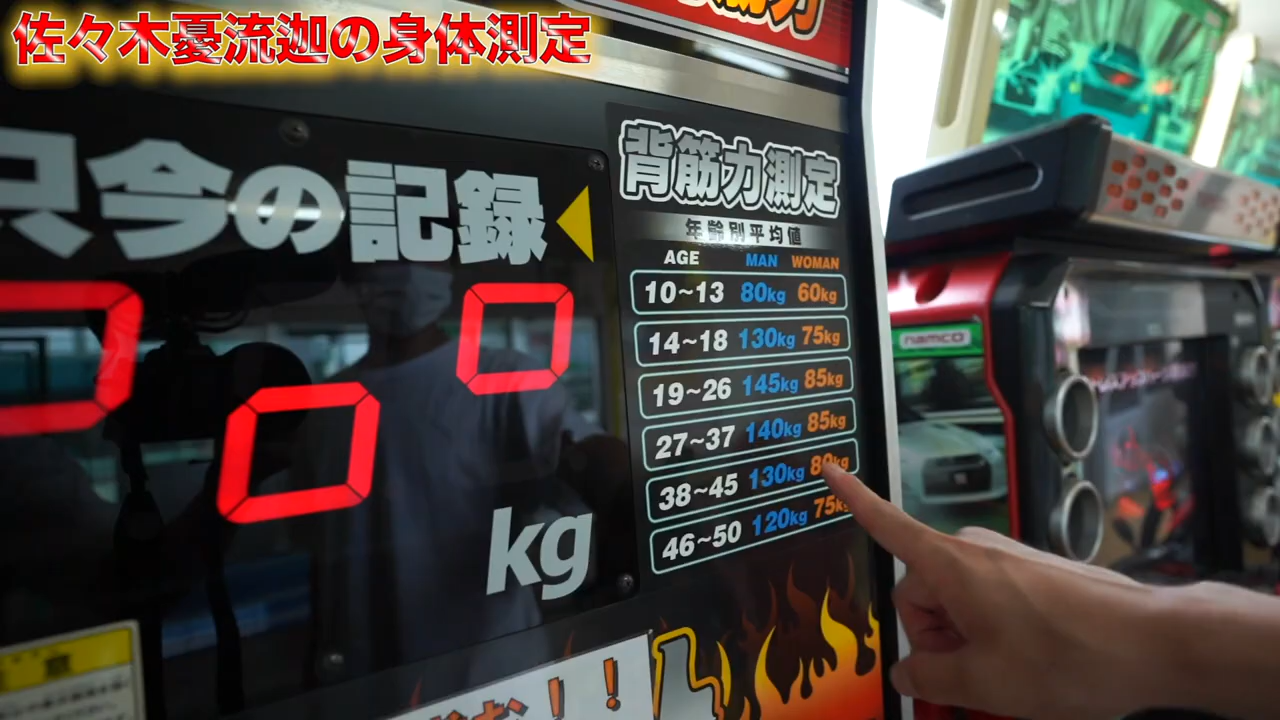 佐々木憂流迦の身体測定
只今の記録
0
0
0
kg
背筋力測定
年齢別平均値
AGE MAN WOMAN
10~13 80kg 60kg
14~18 130kg 75kg
19~26 145kg 85kg
27~37 140kg 85kg
38~45 130kg 80kg
46~50 120kg 75kg
namco